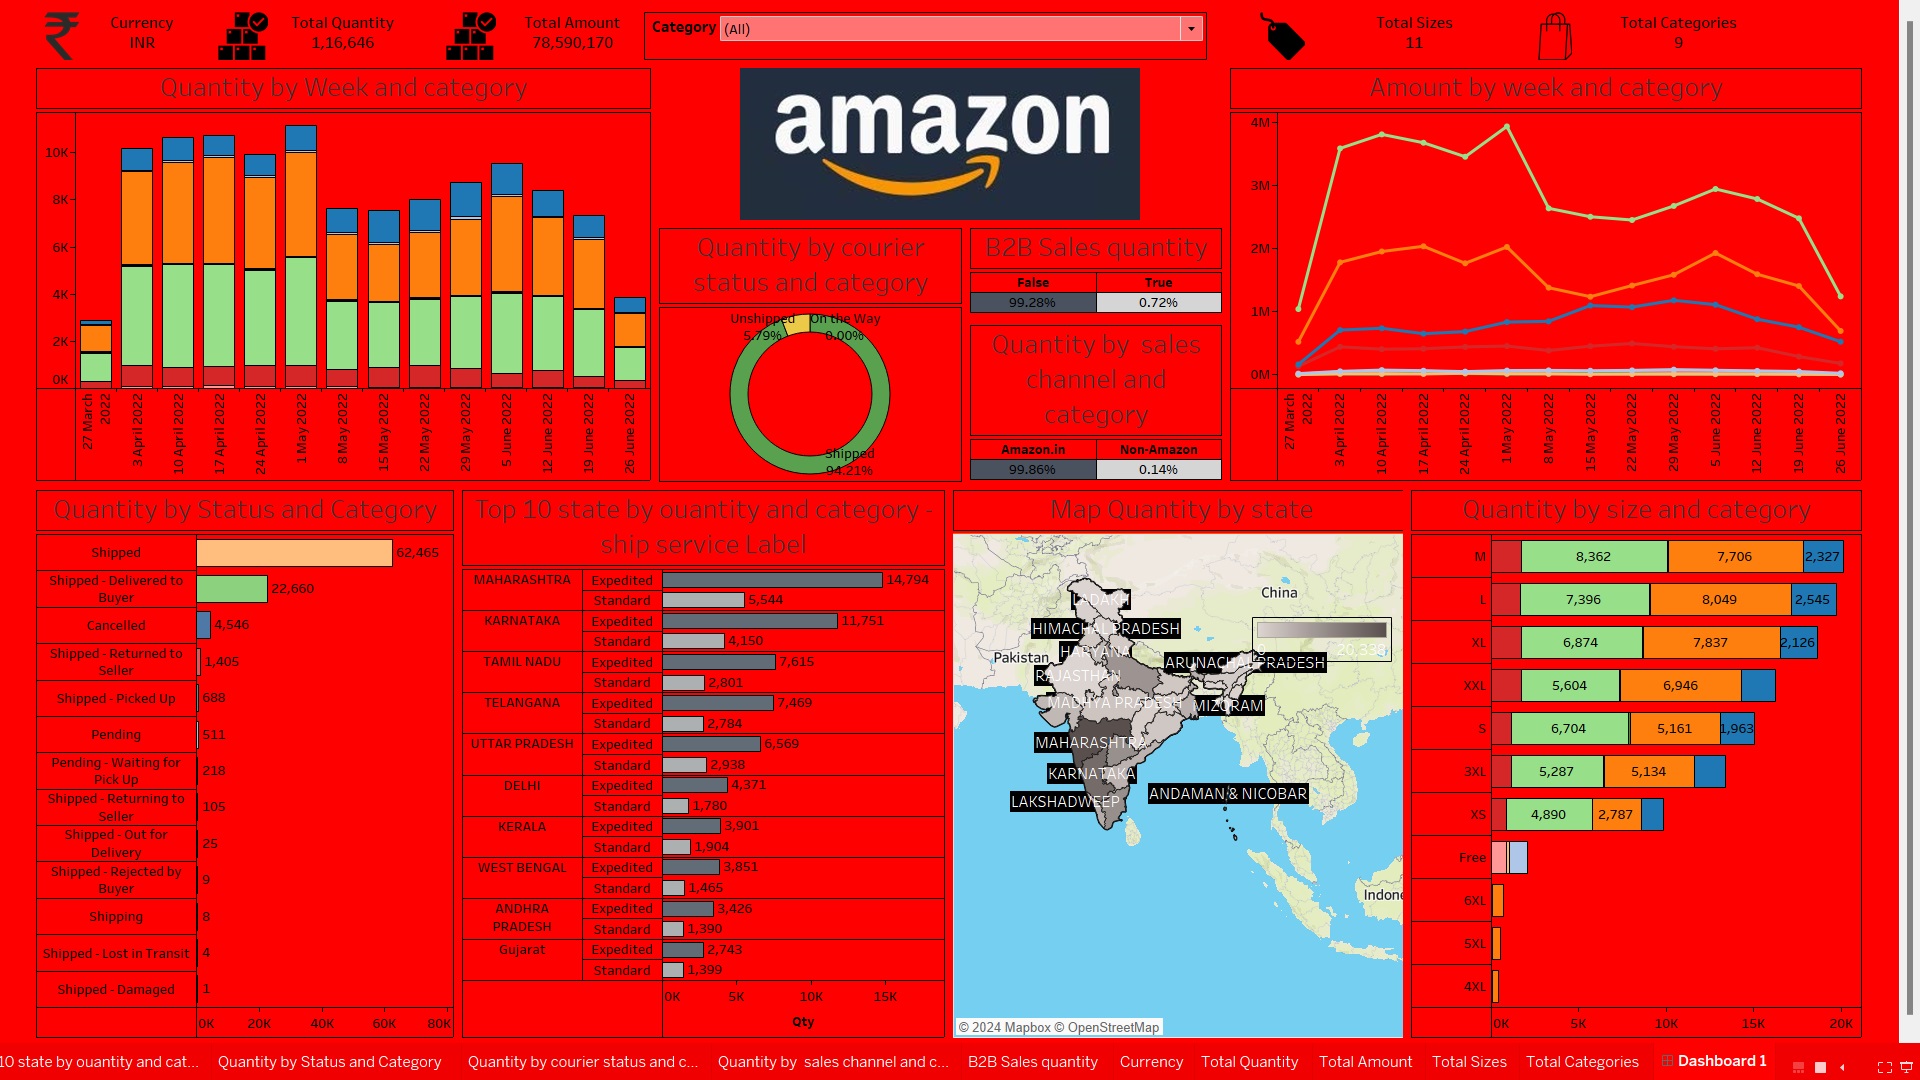 Currency
INR
Total Quantity
1,16,646
Total Amount
78,590,170
Category
(All)
Total Sizes
11
Total Categories
9
Quantity by Week and category
10K
8K
6K
4K
2K
0K
27 March 2022
3 April 2022
10 April 2022
17 April 2022
24 April 2022
1 May 2022
8 May 2022
15 May 2022
22 May 2022
29 May 2022
5 June 2022
12 June 2022
19 June 2022
26 June 2022
amazon
Quantity by courier
status and category
Unshipped
5.79%
On the Way
0.00%
Shipped
94.21%
B2B Sales quantity
False True
99.28% 0.72%
Quantity by sales
channel and
category
Amazon.in Non-Amazon
99.86% 0.14%
Amount by week and category
4M
3M
2M
1M
0M
27 March 2022
3 April 2022
10 April 2022
17 April 2022
24 April 2022
1 May 2022
8 May 2022
15 May 2022
22 May 2022
29 May 2022
5 June 2022
12 June 2022
19 June 2022
26 June 2022
Quantity by Status and Category
Shipped 62,465
Shipped - Delivered to
Buyer 22,660
Cancelled 4,546
Shipped - Returned to
Seller 1,405
Shipped - Picked Up 688
Pending 511
Pending - Waiting for
Pick Up 218
Shipped - Returning to
Seller 105
Shipped - Out for
Delivery 25
Shipped - Rejected by
Buyer 9
Shipping 8
Shipped - Lost in Transit 4
Shipped - Damaged 1
0K 20K 40K 60K 80K
Top 10 state by ouantity and category -
ship service Label
MAHARASHTRA Expedited 14,794
Standard 5,544
KARNATAKA Expedited 11,751
Standard 4,150
TAMIL NADU Expedited 7,615
Standard 2,801
TELANGANA Expedited 7,469
Standard 2,784
UTTAR PRADESH Expedited 6,569
Standard 2,938
DELHI Expedited 4,371
Standard 1,780
KERALA Expedited 3,901
Standard 1,904
WEST BENGAL Expedited 3,851
Standard 1,465
ANDHRA
PRADESH Expedited 3,426
Standard 1,390
Gujarat Expedited 2,743
Standard 1,399
0K 5K 10K 15K
Qty
Map Quantity by state
China
LADAKH
HIMACHAL PRADESH
Pakistan
HARYANA
20,338
ARUNACHAL PRADESH
RAJASTHAN
MADHYA PRADESH
MIZORAM
MAHARASHTRA
KARNATAKA
LAKSHADWEEP
ANDAMAN & NICOBAR
Indone
© 2024 Mapbox © OpenStreetMap
Quantity by size and category
M 8,362 7,706 2,327
L 7,396 8,049 2,545
XL 6,874 7,837 2,126
XXL 5,604 6,946
S 6,704 5,161 1,963
3XL 5,287 5,134
XS 4,890 2,787
Free
6XL
5XL
4XL
0K 5K 10K 15K 20K
10 state by ouantity and cat... Quantity by Status and Category Quantity by courier status and c... Quantity by sales channel and c... B2B Sales quantity Currency Total Quantity Total Amount Total Sizes Total Categories Dashboard 1